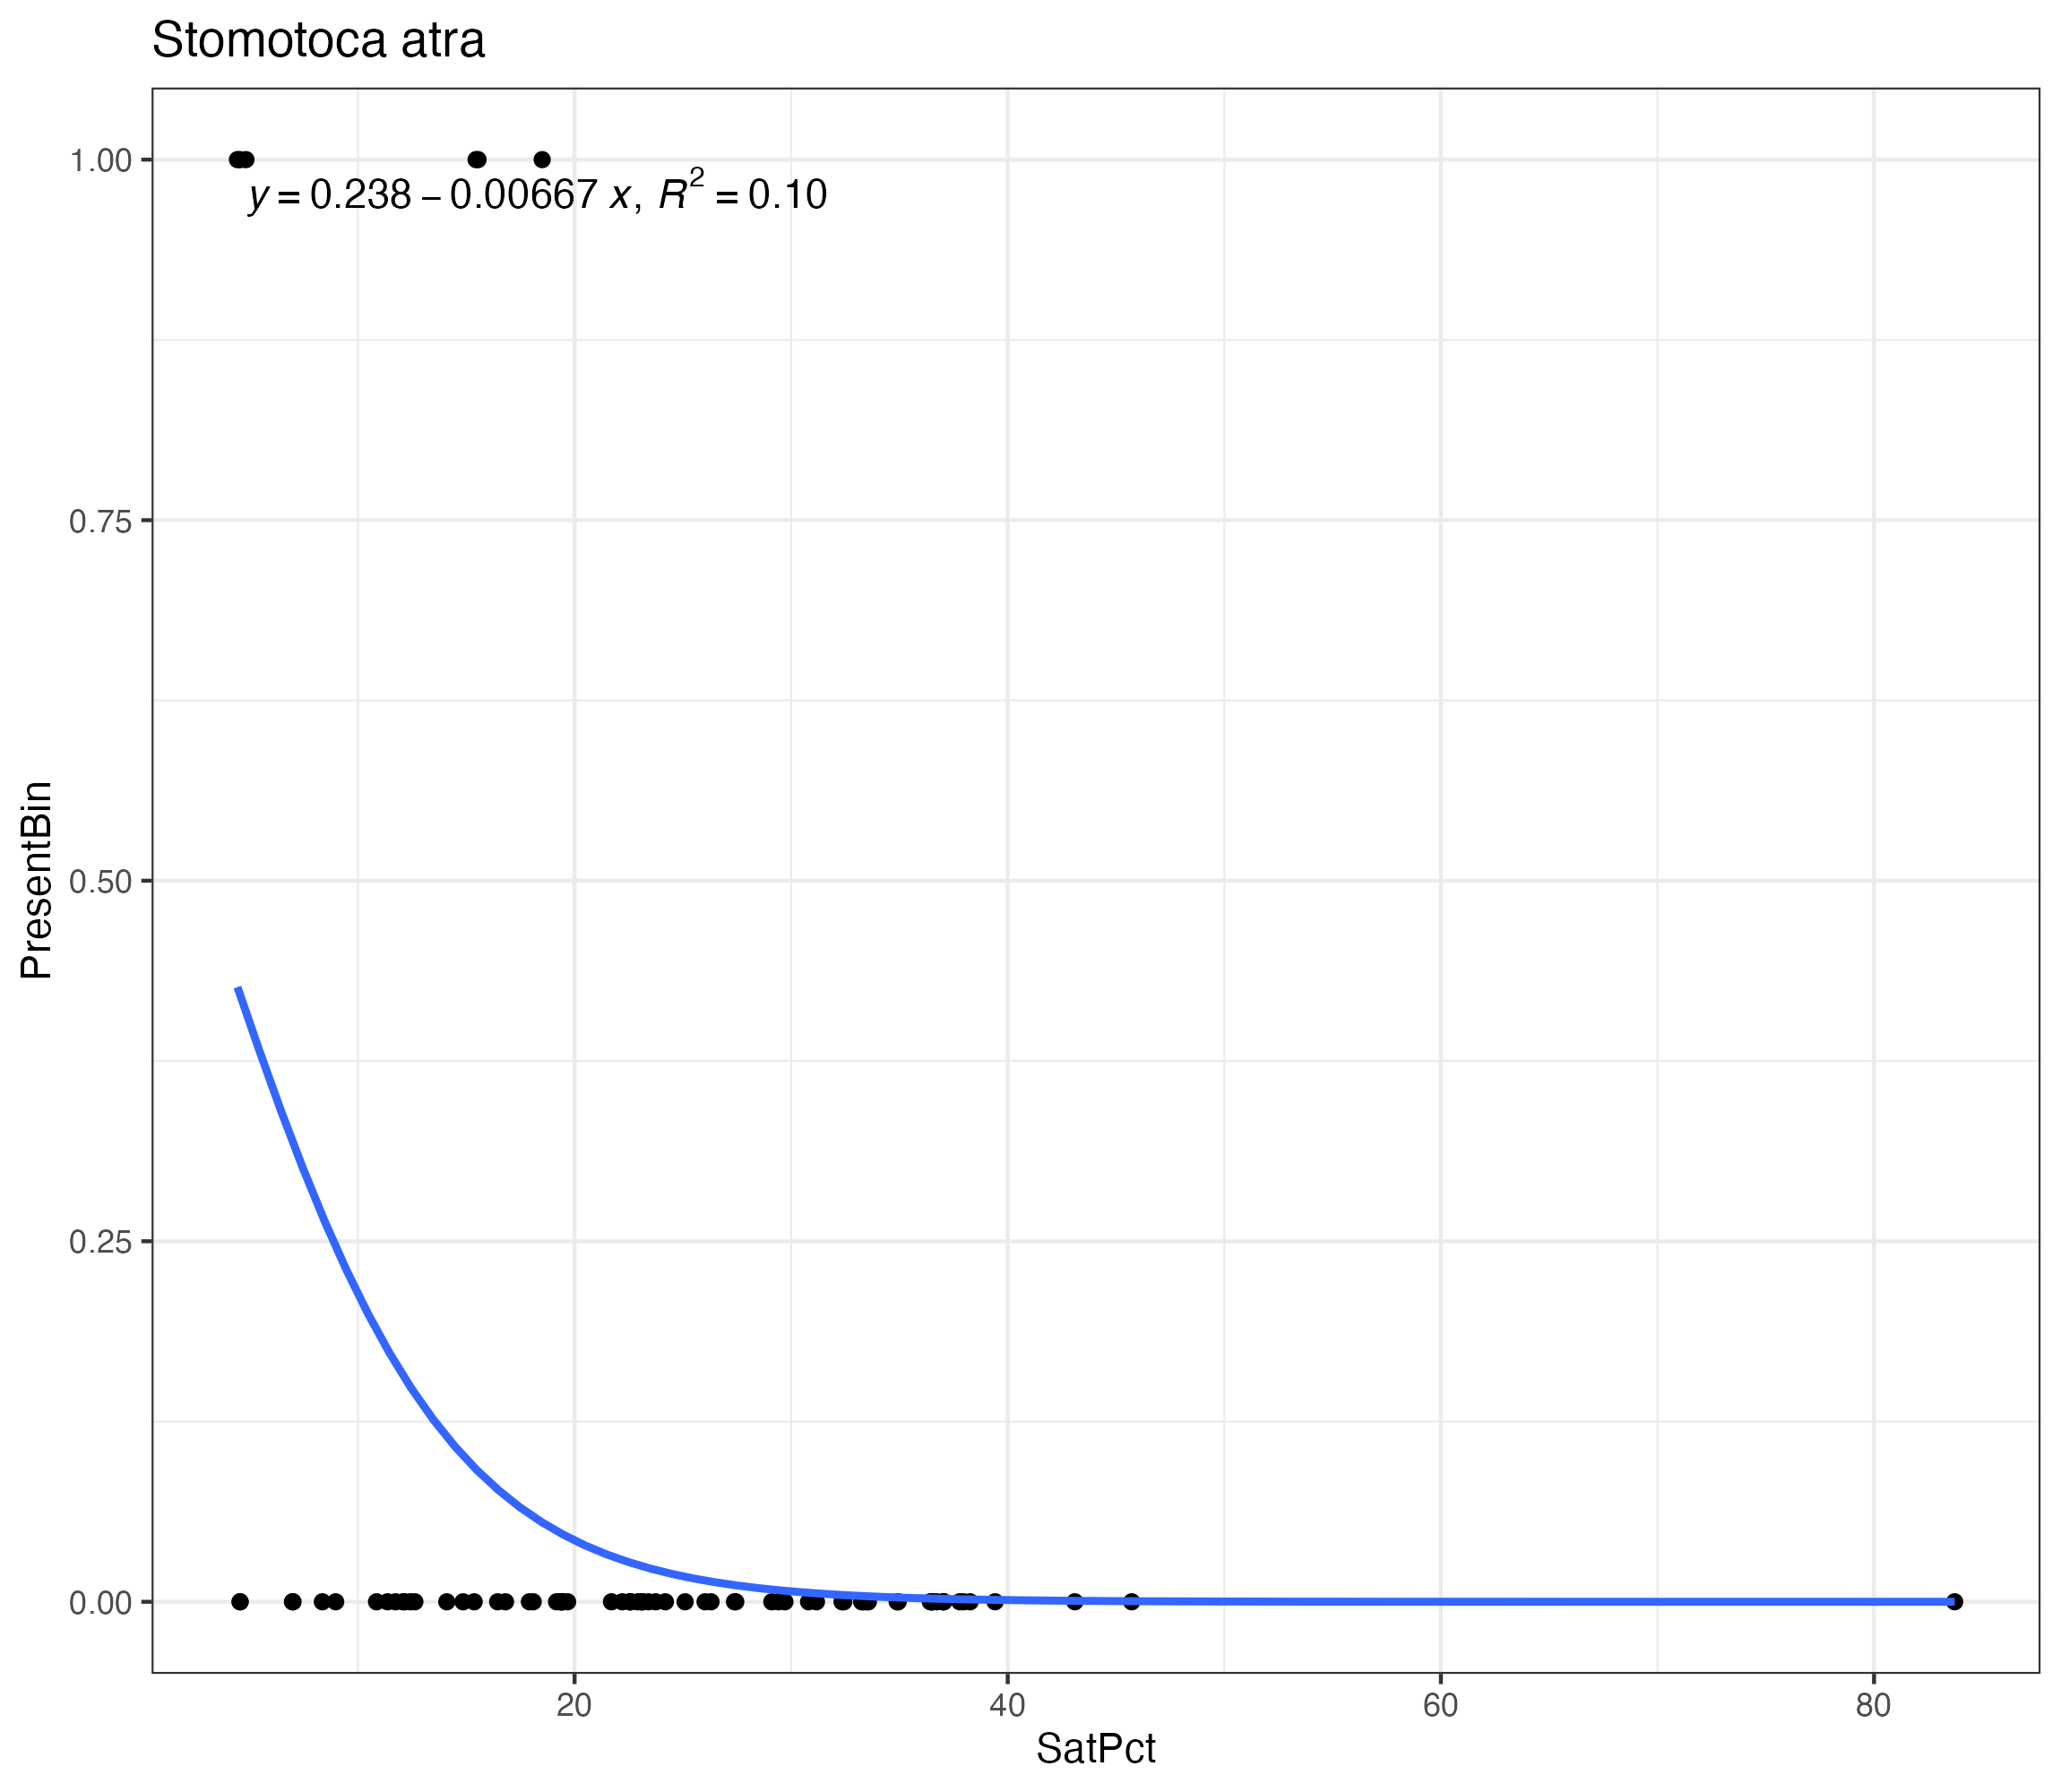 Stomotoca atra
1.00
y = 0.238 − 0.00667 x, R² = 0.10
0.75
0.50
0.25
0.00
PresentBin
20 40 60 80
SatPct